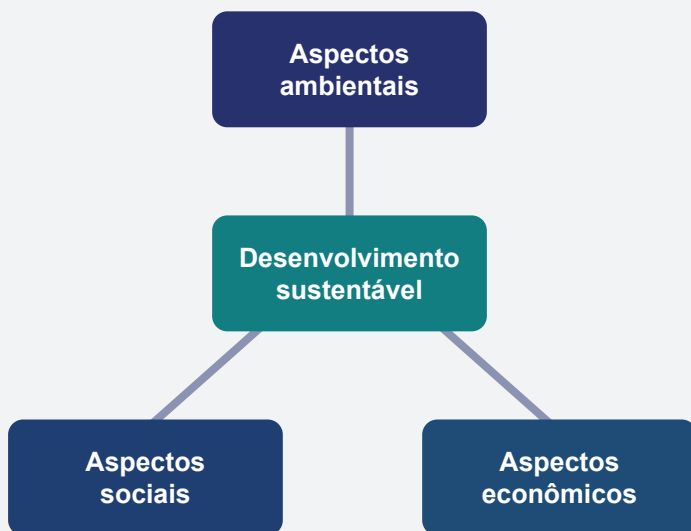 Aspectos
ambientais
Desenvolvimento
sustentável
Aspectos
sociais
Aspectos
econômicos